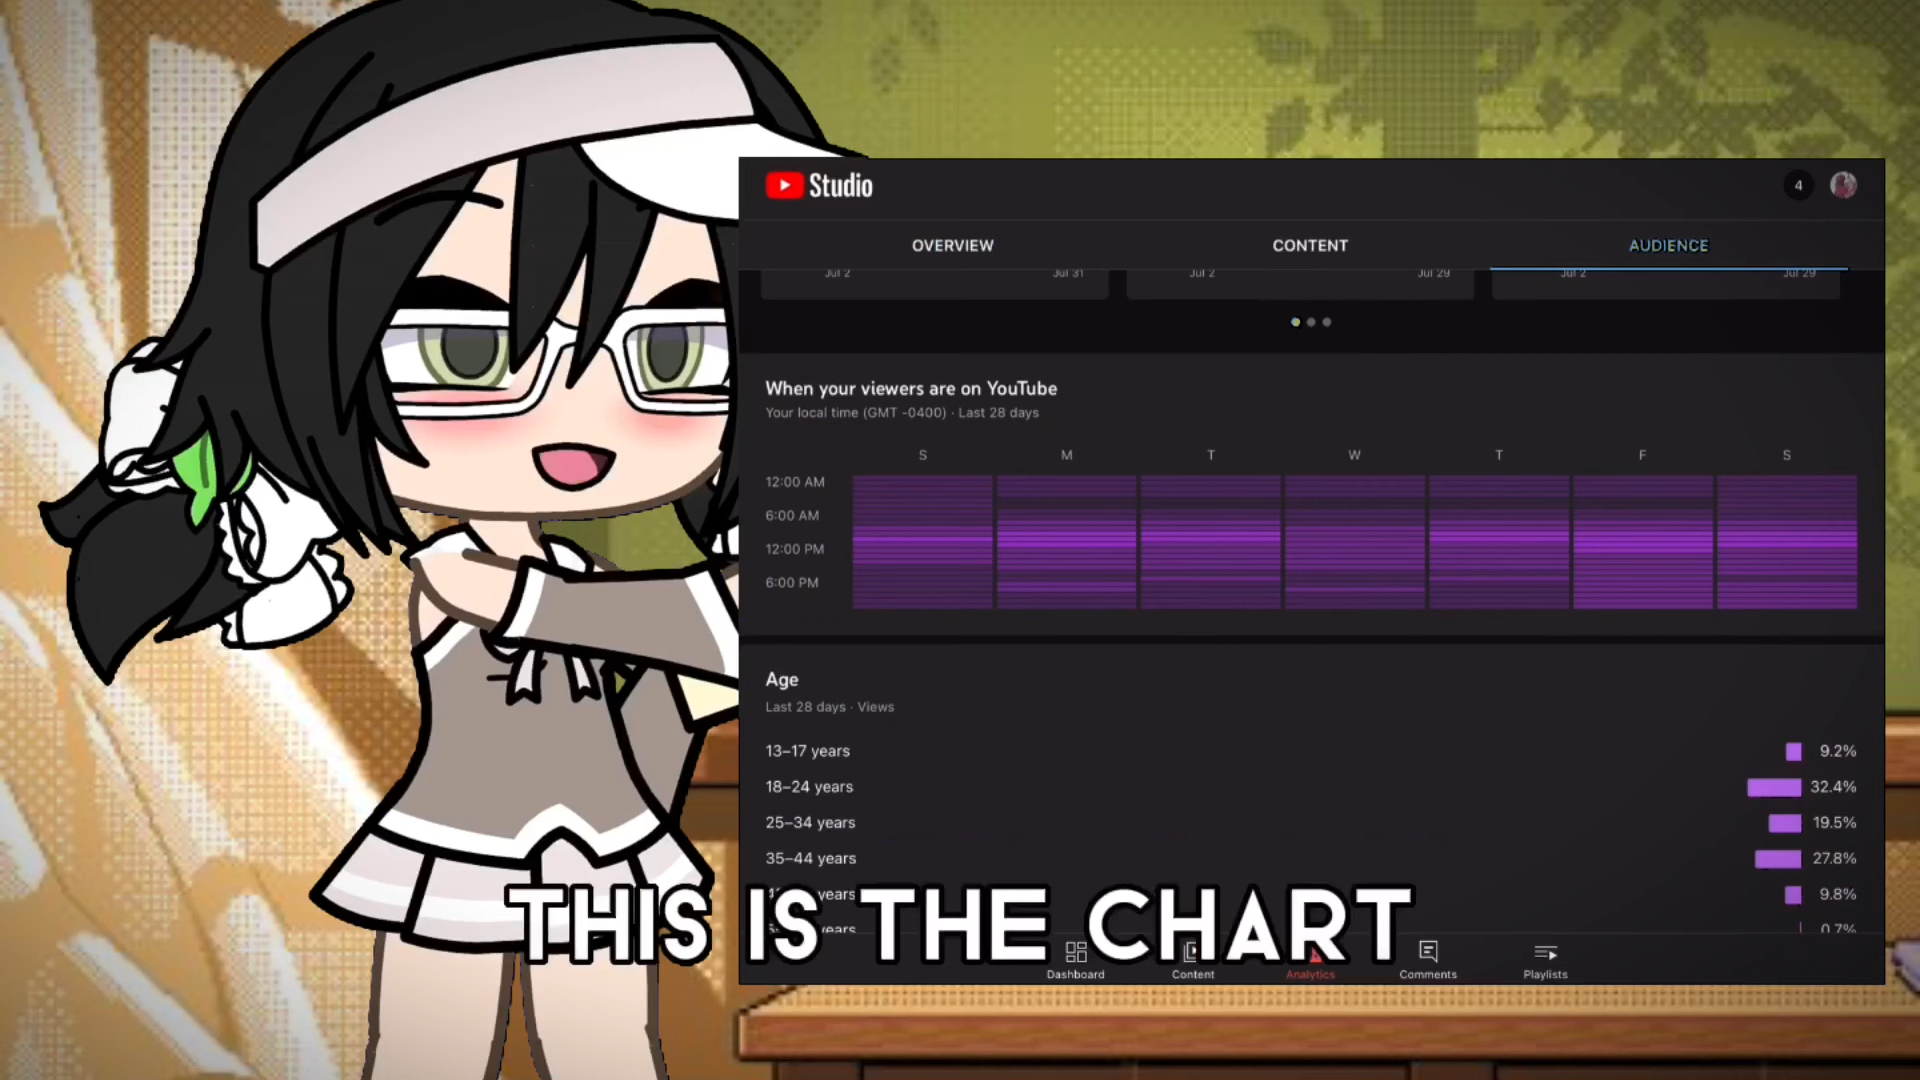 Studio
4
OVERVIEW CONTENT AUDIENCE
Jul 2 Jul 31 Jul 2 Jul 29 Jul 2 Jul 29
When your viewers are on YouTube
Your local time (GMT -0400) · Last 28 days
S M T W T F S
12:00 AM
6:00 AM
12:00 PM
6:00 PM
Age
Last 28 days · Views
13–17 years 9.2%
18–24 years 32.4%
25–34 years 19.5%
35–44 years 27.8%
years 9.8%
years 0.7%
THIS IS THE CHART
Dashboard Content Analytics Comments Playlists